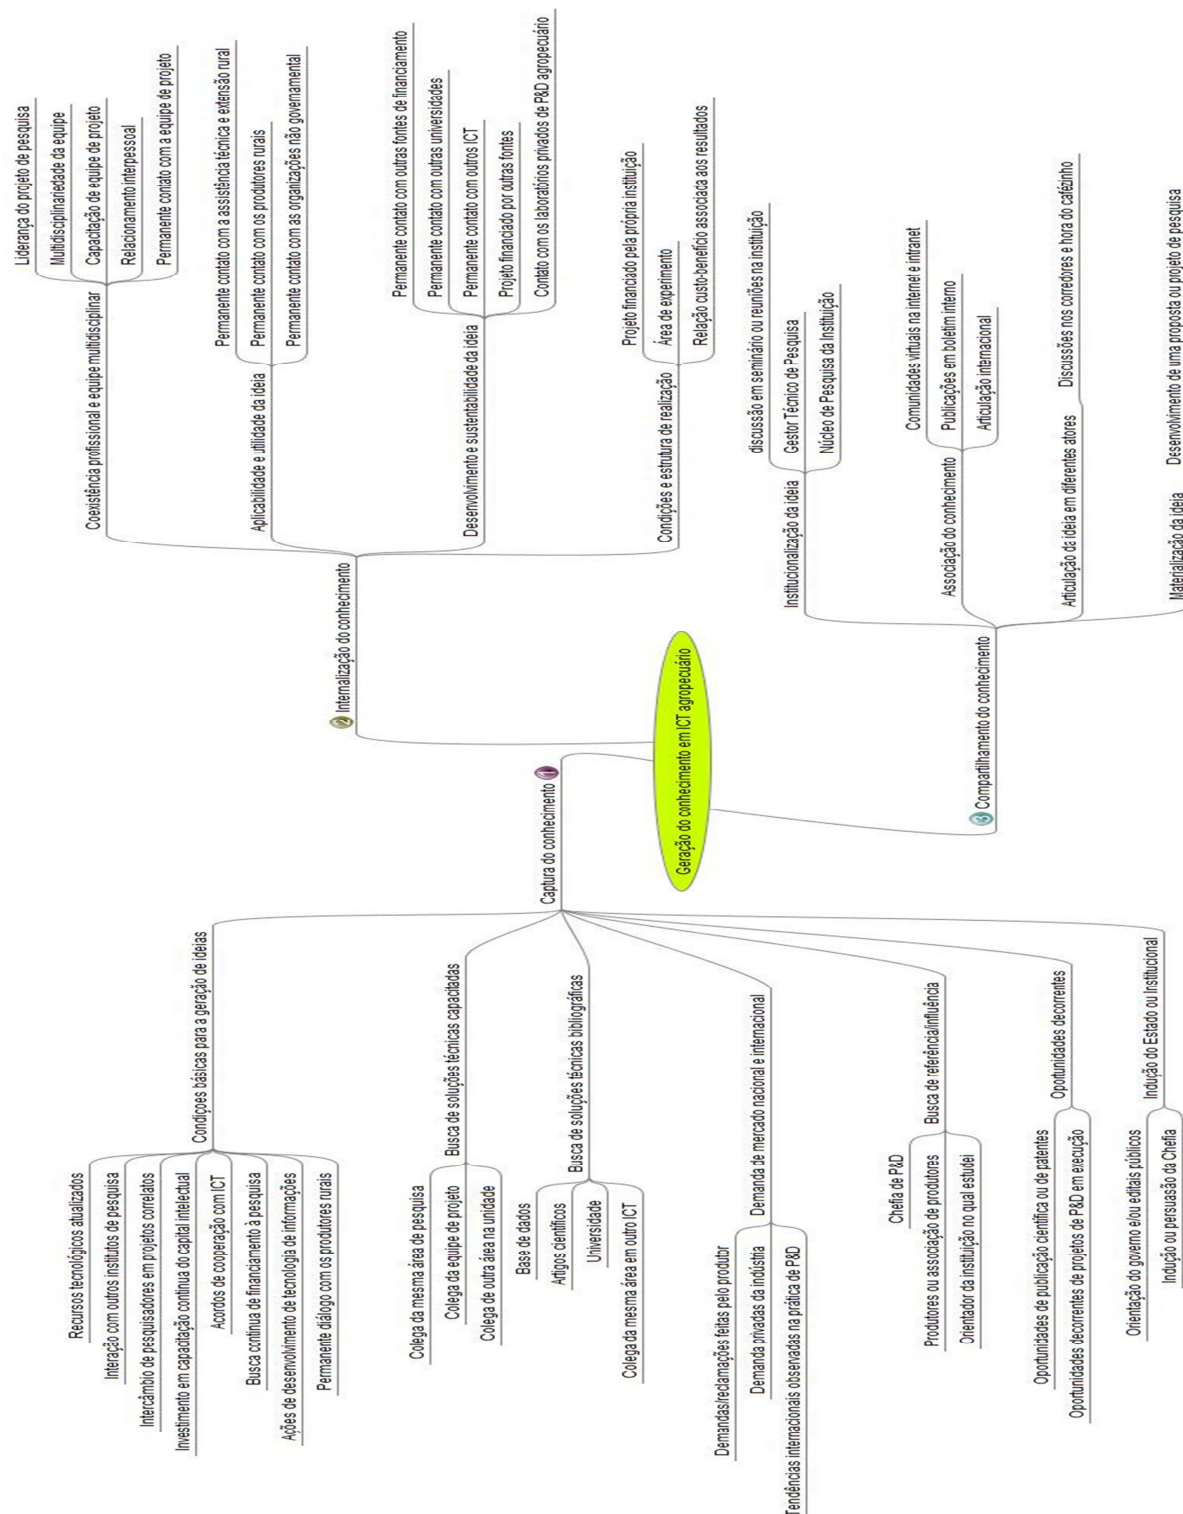 Geração do conhecimento em ICT agropecuário
1
Captura do conhecimento
Condições básicas para a geração de ideias
Recursos tecnológicos atualizados
Interação com outros institutos de pesquisa
Intercâmbio de pesquisadores em projetos correlatos
Investimento em capacitação continua do capital intelectual
Acordos de cooperação com ICT
Busca continua de financiamento à pesquisa
Ações de desenvolvimento de tecnologia de informações
Permanente diálogo com os produtores rurais
Busca de soluções técnicas capacitadas
Colega da mesma área de pesquisa
Colega da equipe de projeto
Colega de outra área na unidade
Busca de soluções técnicas bibliográficas
Base de dados
Artigos científicos
Universidade
Colega da mesma área em outro ICT
Demanda de mercado nacional e internacional
Demandas/reclamações feitas pelo produtor
Demanda privadas da indústria
Tendências internacionais observadas na prática de P&D
Busca de referência/influência
Chefia de P&D
Produtores ou associação de produtores
Orientador da instituição no qual estudei
Oportunidades decorrentes
Oportunidades de publicação científica ou de patentes
Oportunidades decorrentes de projetos de P&D em execução
Indução do Estado ou Institucional
Orientação do governo e/ou editais públicos
Indução ou persuasão da Chefia
2
Internalização do conhecimento
Coexistência profissional e equipe multidisciplinar
Liderança do projeto de pesquisa
Multidisciplinariedade da equipe
Capacitação de equipe de projeto
Relacionamento interpessoal
Permanente contato com a equipe de projeto
Aplicabilidade e utilidade da ideia
Permanente contato com a assistência técnica e extensão rural
Permanente contato com os produtores rurais
Permanente contato com as organizações não governamental
Desenvolvimento e sustentabilidade da ideia
Permanente contato com outras fontes de financiamento
Permanente contato com outras universidades
Permanente contato com outros ICT
Projeto financiado por outras fontes
Contato com os laboratórios privados de P&D agropecuário
Condições e estrutura de realização
Projeto financiado pela própria instituição
Área de experimento
Relação custo-benefício associada aos resultados
3
Compartilhamento do conhecimento
Institucionalização da ideia
discussão em seminário ou reuniões na instituição
Gestor Técnico de Pesquisa
Núcleo de Pesquisa da Instituição
Associação do conhecimento
Comunidades virtuais na internet e intranet
Publicações em boletim interno
Articulação internacional
Articulação da ideia em diferentes atores
Discussões nos corredores e hora do cafézinho
Materialização da ideia
Desenvolvimento de uma proposta ou projeto de pesquisa